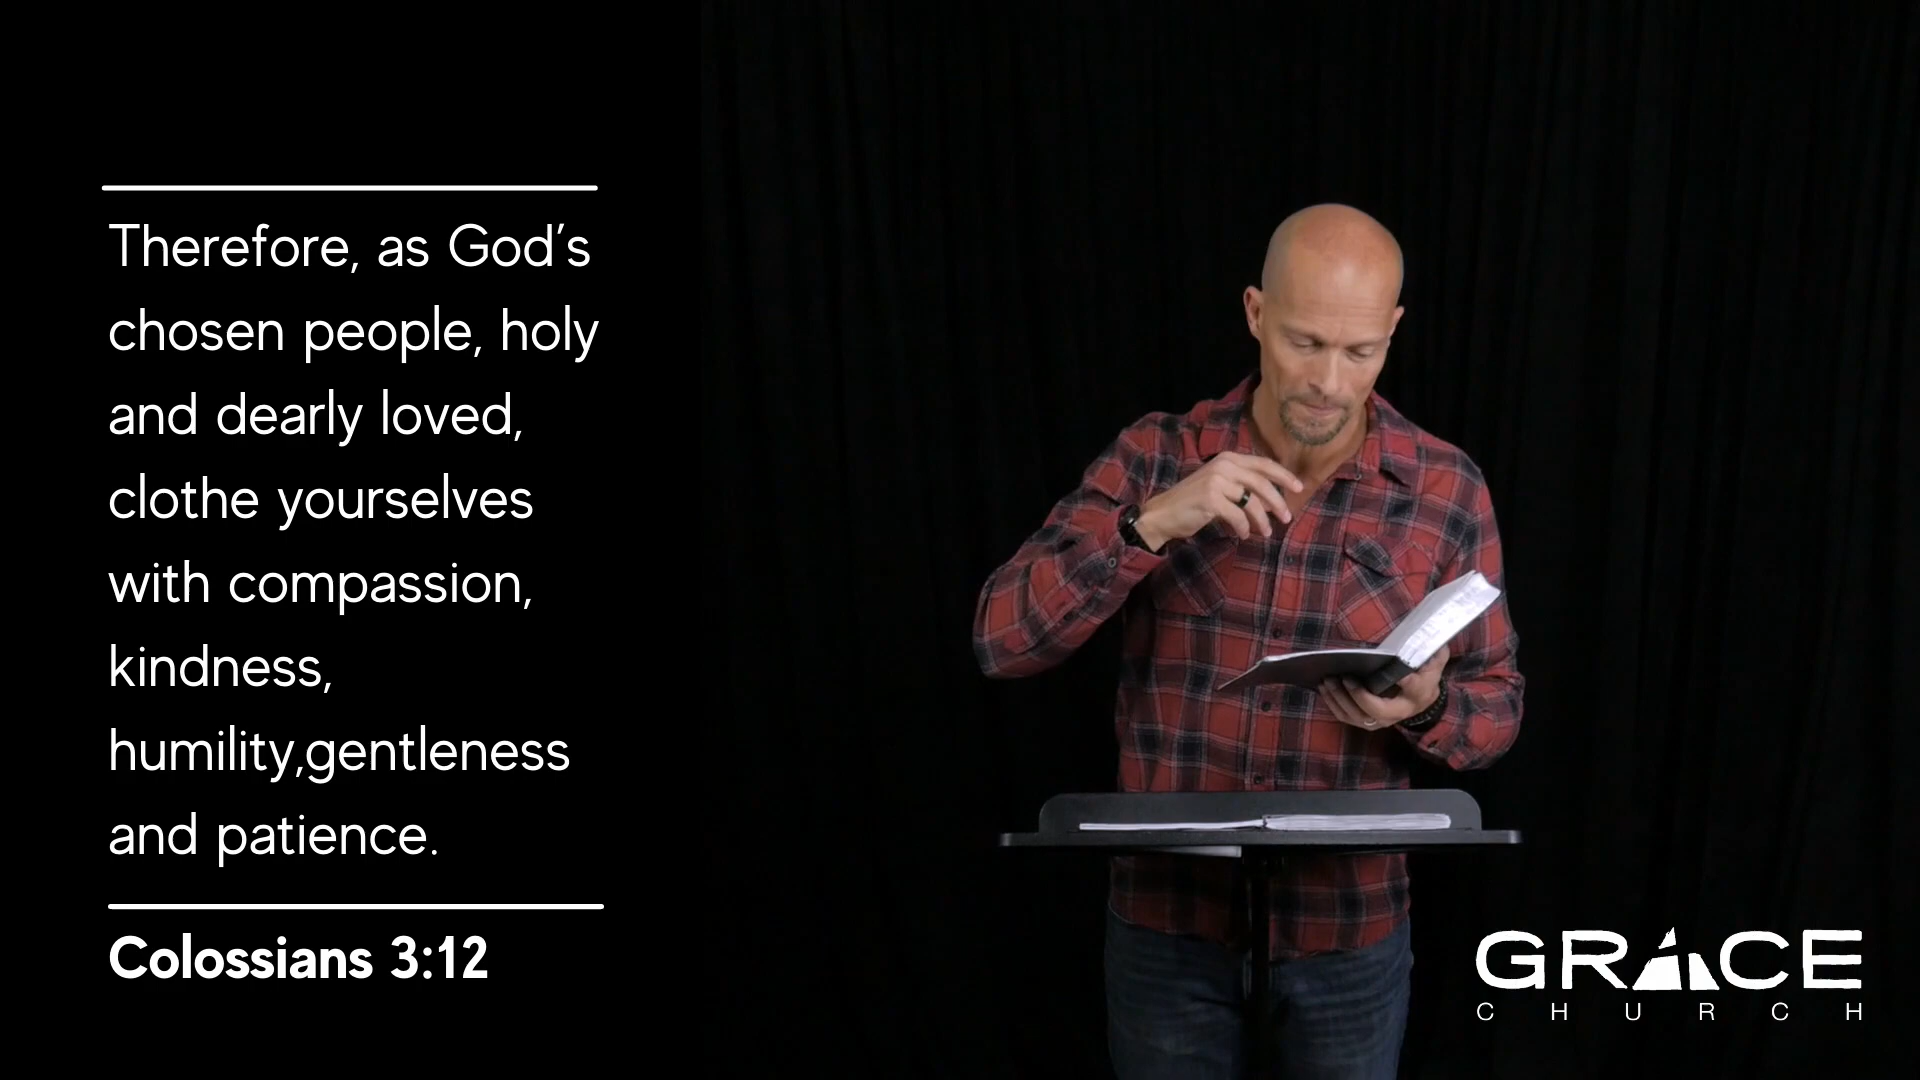 Therefore, as God’s
chosen people, holy
and dearly loved,
clothe yourselves
with compassion,
kindness,
humility,gentleness
and patience.
Colossians 3:12
GRACE
CHURCH